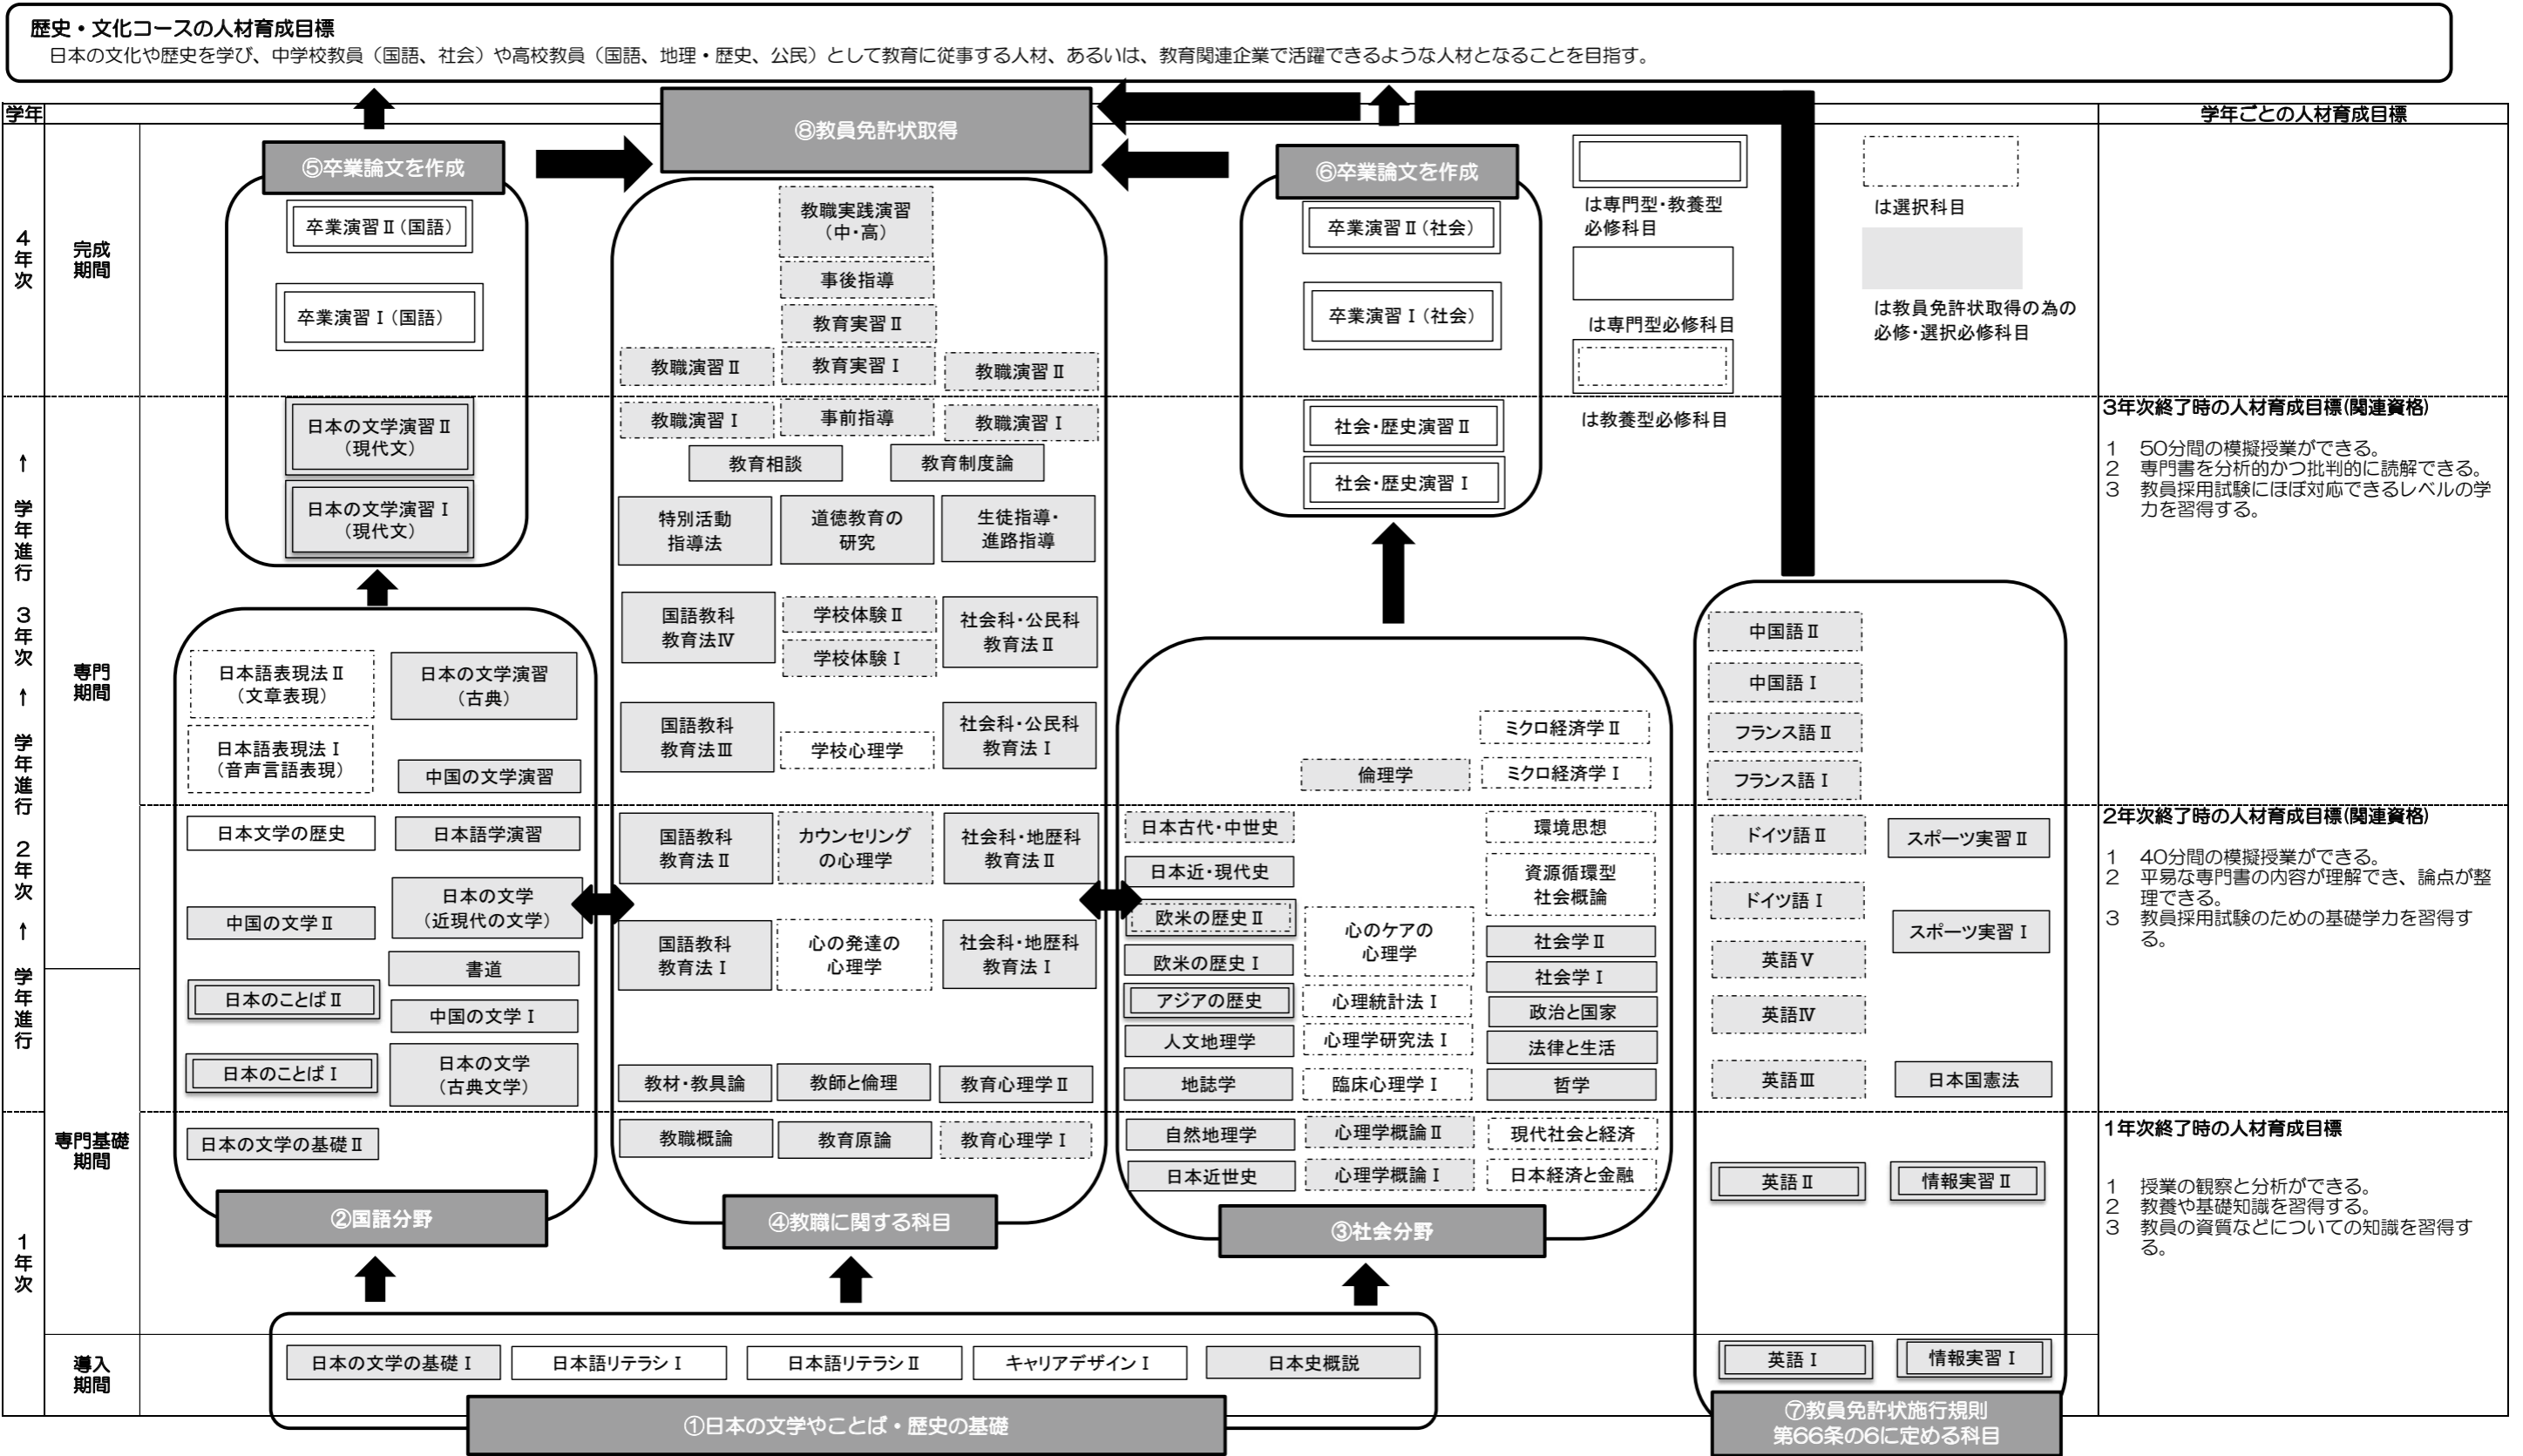 歴史・文化コースの人材育成目標
日本の文化や歴史を学び、中学校教員（国語、社会）や高校教員（国語、地理・歴史、公民）として教育に従事する人材、あるいは、教育関連企業で活躍できるような人材となることを目指す。
学年
学年ごとの人材育成目標
4年次
完成
期間
⑤卒業論文を作成
卒業演習Ⅱ（国語）
卒業演習Ⅰ（国語）
日本の文学演習Ⅱ
（現代文）
日本の文学演習Ⅰ
（現代文）
⑧教員免許状取得
教職実践演習
（中・高）
事後指導
教育実習Ⅱ
教職演習Ⅱ
教育実習Ⅰ
教職演習Ⅱ
教職演習Ⅰ
事前指導
教職演習Ⅰ
教育相談
教育制度論
特別活動
指導法
道徳教育の
研究
生徒指導・
進路指導
国語教科
教育法Ⅳ
学校体験Ⅱ
学校体験Ⅰ
社会科・公民科
教育法Ⅱ
国語教科
教育法Ⅲ
学校心理学
社会科・公民科
教育法Ⅰ
国語教科
教育法Ⅱ
カウンセリング
の心理学
社会科・地歴科
教育法Ⅱ
国語教科
教育法Ⅰ
心の発達の
心理学
社会科・地歴科
教育法Ⅰ
教材・教具論
教師と倫理
教育心理学Ⅱ
教職概論
教育原論
教育心理学Ⅰ
④教職に関する科目
⑥卒業論文を作成
卒業演習Ⅱ（社会）
卒業演習Ⅰ（社会）
社会・歴史演習Ⅱ
社会・歴史演習Ⅰ
は専門型・教養型
必修科目
は専門型必修科目
は教養型必修科目
は選択科目
は教員免許状取得の為の
必修・選択必修科目
3年次終了時の人材育成目標(関連資格)
1 50分間の模擬授業ができる。
2 専門書を分析的かつ批判的に読解できる。
3 教員採用試験にほぼ対応できるレベルの学
力を習得する。
↑ 学年進行 3年次 ↑ 学年進行 2年次 ↑ 学年進行
専門
期間
日本語表現法Ⅱ
（文章表現）
日本の文学演習
（古典）
日本語表現法Ⅰ
（音声言語表現）
中国の文学演習
日本文学の歴史
日本語学演習
中国の文学Ⅱ
日本の文学
（近現代の文学）
書道
日本のことばⅡ
中国の文学Ⅰ
日本のことばⅠ
日本の文学
（古典文学）
日本の文学の基礎Ⅱ
②国語分野
ミクロ経済学Ⅱ
倫理学
ミクロ経済学Ⅰ
日本古代・中世史
環境思想
日本近・現代史
資源循環型
社会概論
欧米の歴史Ⅱ
心のケアの
心理学
社会学Ⅱ
欧米の歴史Ⅰ
社会学Ⅰ
アジアの歴史
心理統計法Ⅰ
政治と国家
人文地理学
心理学研究法Ⅰ
法律と生活
地誌学
臨床心理学Ⅰ
哲学
自然地理学
心理学概論Ⅱ
現代社会と経済
日本近世史
心理学概論Ⅰ
日本経済と金融
③社会分野
中国語Ⅱ
中国語Ⅰ
フランス語Ⅱ
フランス語Ⅰ
ドイツ語Ⅱ
スポーツ実習Ⅱ
ドイツ語Ⅰ
スポーツ実習Ⅰ
英語Ⅴ
英語Ⅳ
英語Ⅲ
日本国憲法
英語Ⅱ
情報実習Ⅱ
英語Ⅰ
情報実習Ⅰ
⑦教員免許状施行規則
第66条の6に定める科目
2年次終了時の人材育成目標(関連資格)
1 40分間の模擬授業ができる。
2 平易な専門書の内容が理解でき、論点が整
理できる。
3 教員採用試験のための基礎学力を習得す
る。
専門基礎
期間
1年次終了時の人材育成目標
1 授業の観察と分析ができる。
2 教養や基礎知識を習得する。
3 教員の資質などについての知識を習得す
る。
1年次
導入
期間
日本の文学の基礎Ⅰ
日本語リテラシⅠ
日本語リテラシⅡ
キャリアデザインⅠ
日本史概説
①日本の文学やことば・歴史の基礎